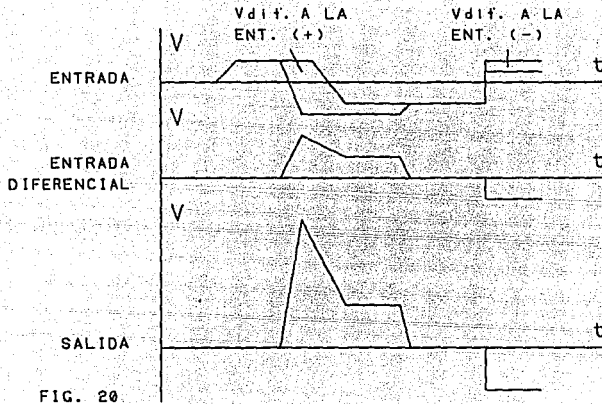 Vdif. A LA
ENT. (+)
Vdif. A LA
ENT. (-)
V
t
ENTRADA
V
t
ENTRADA
DIFERENCIAL
V
t
SALIDA
FIG. 20